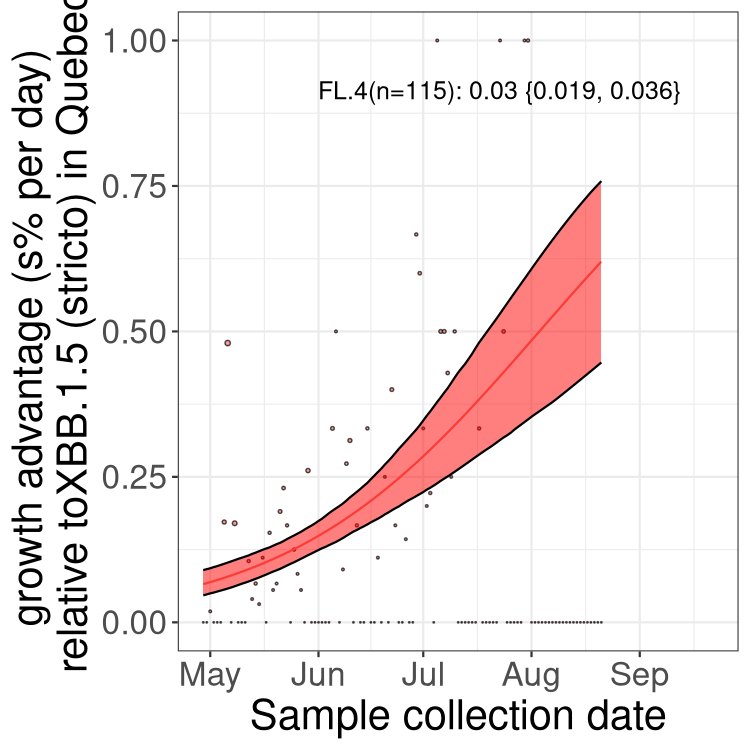 growth advantage (s% per day)
relative toXBB.1.5 (stricto) in Quebec
1.00
0.75
0.50
0.25
0.00
FL.4(n=115): 0.03 {0.019, 0.036}
May Jun Jul Aug Sep
Sample collection date